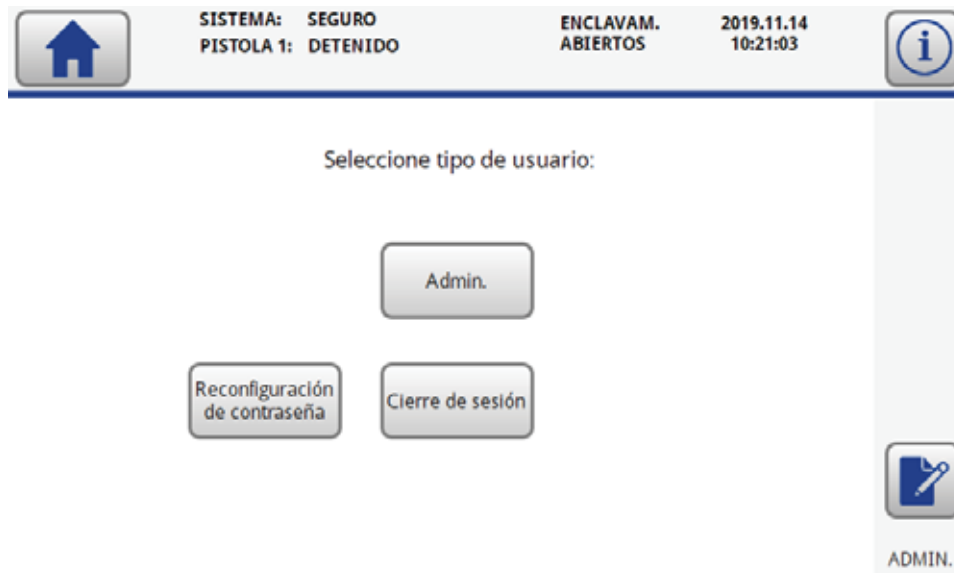 SISTEMA: SEGURO ENCLAVAM. 2019.11.14
PISTOLA 1: DETENIDO ABIERTOS 10:21:03
i
Seleccione tipo de usuario:
Admin.
Reconfiguración
de contraseña
Cierre de sesión
ADMIN.